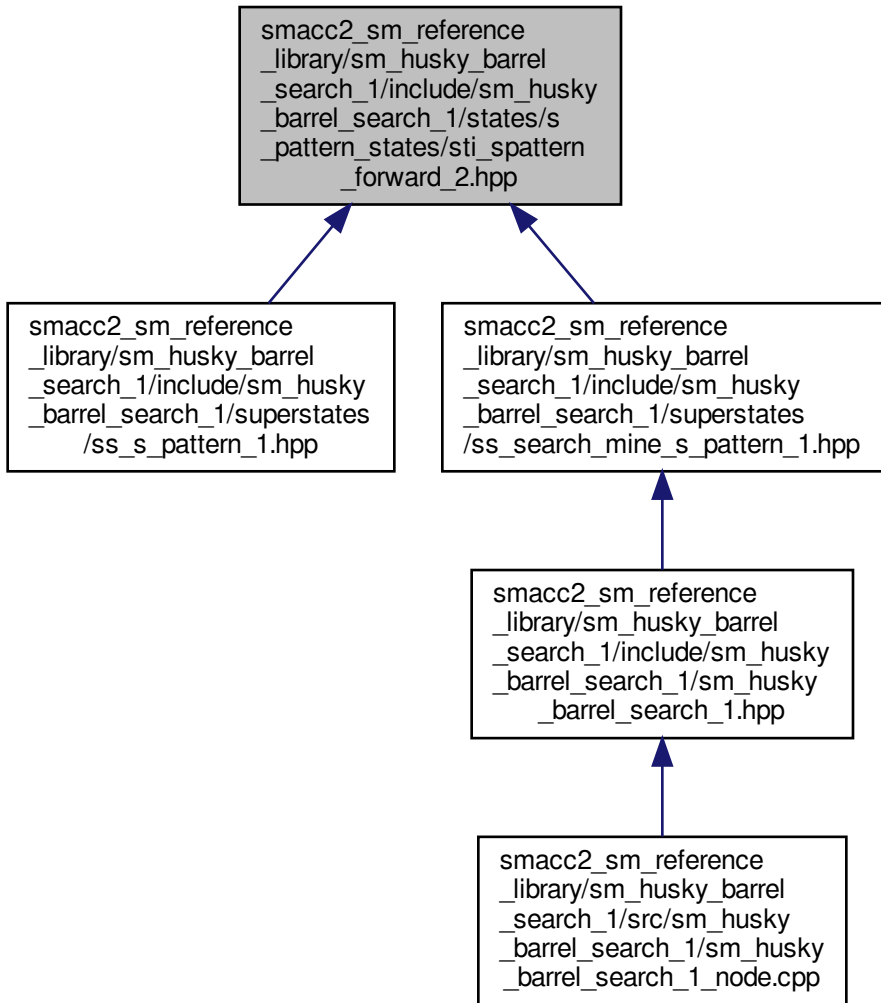 smacc2_sm_reference
_library/sm_husky_barrel
_search_1/include/sm_husky
_barrel_search_1/states/s
_pattern_states/sti_spattern
_forward_2.hpp
smacc2_sm_reference
_library/sm_husky_barrel
_search_1/include/sm_husky
_barrel_search_1/superstates
/ss_s_pattern_1.hpp
smacc2_sm_reference
_library/sm_husky_barrel
_search_1/include/sm_husky
_barrel_search_1/superstates
/ss_search_mine_s_pattern_1.hpp
smacc2_sm_reference
_library/sm_husky_barrel
_search_1/include/sm_husky
_barrel_search_1/sm_husky
_barrel_search_1.hpp
smacc2_sm_reference
_library/sm_husky_barrel
_search_1/src/sm_husky
_barrel_search_1/sm_husky
_barrel_search_1_node.cpp